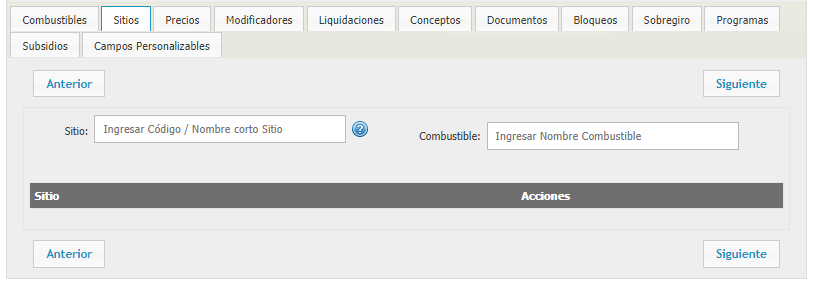 Combustibles Sitios Precios Modificadores Liquidaciones Conceptos Documentos Bloqueos Sobregiro Programas
Subsidios Campos Personalizables
Anterior Siguiente
Sitio: Ingresar Código / Nombre corto Sitio ? Combustible: Ingresar Nombre Combustible
Sitio Acciones
Anterior Siguiente